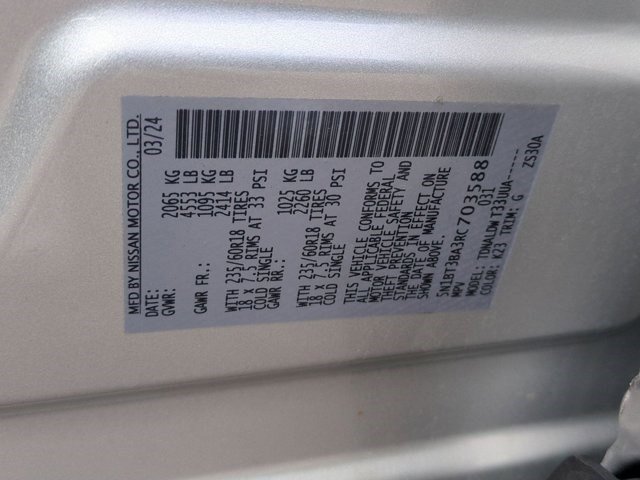 MFD.BY NISSAN MOTOR CO., LTD.
DATE: 03/24
GVWR: 2065 KG
4553 LB
GAWR FR.: 1095 KG
2414 LB
WITH 235/60R18 TIRES
18 X 7.5 RIMS AT 33 PSI
COLD SINGLE
GAWR RR.: 1025 KG
2260 LB
WITH 235/60R18 TIRES
18 X 7.5 RIMS AT 30 PSI
COLD SINGLE
THIS VEHICLE CONFORMS TO
ALL APPLICABLE FEDERAL
MOTOR VEHICLE SAFETY AND
THEFT PREVENTION
STANDARDS IN EFFECT ON
THE DATE OF MANUFACTURE
SHOWN ABOVE.
5N1BT3BA3RC703588
MPV 031
MODEL: TDNALDW T33UUA------
COLOR: K23 TRIM: G ZS30A